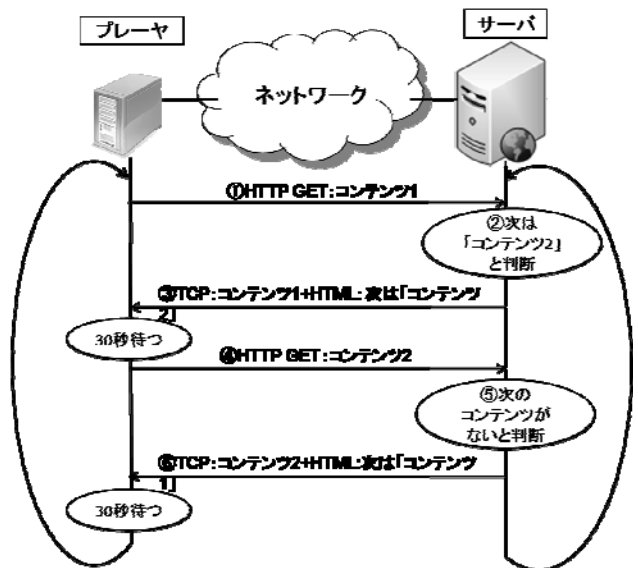 プレーヤ
サーバ
ネットワーク
①HTTP GET:コンテンツ1
②次は
「コンテンツ2」
と判断
③TCP:コンテンツ1+HTML:次は「コンテンツ
2」
30秒待つ
④HTTP GET:コンテンツ2
⑤次の
コンテンツが
ないと判断
⑥TCP:コンテンツ2+HTML:次は「コンテンツ
1」
30秒待つ